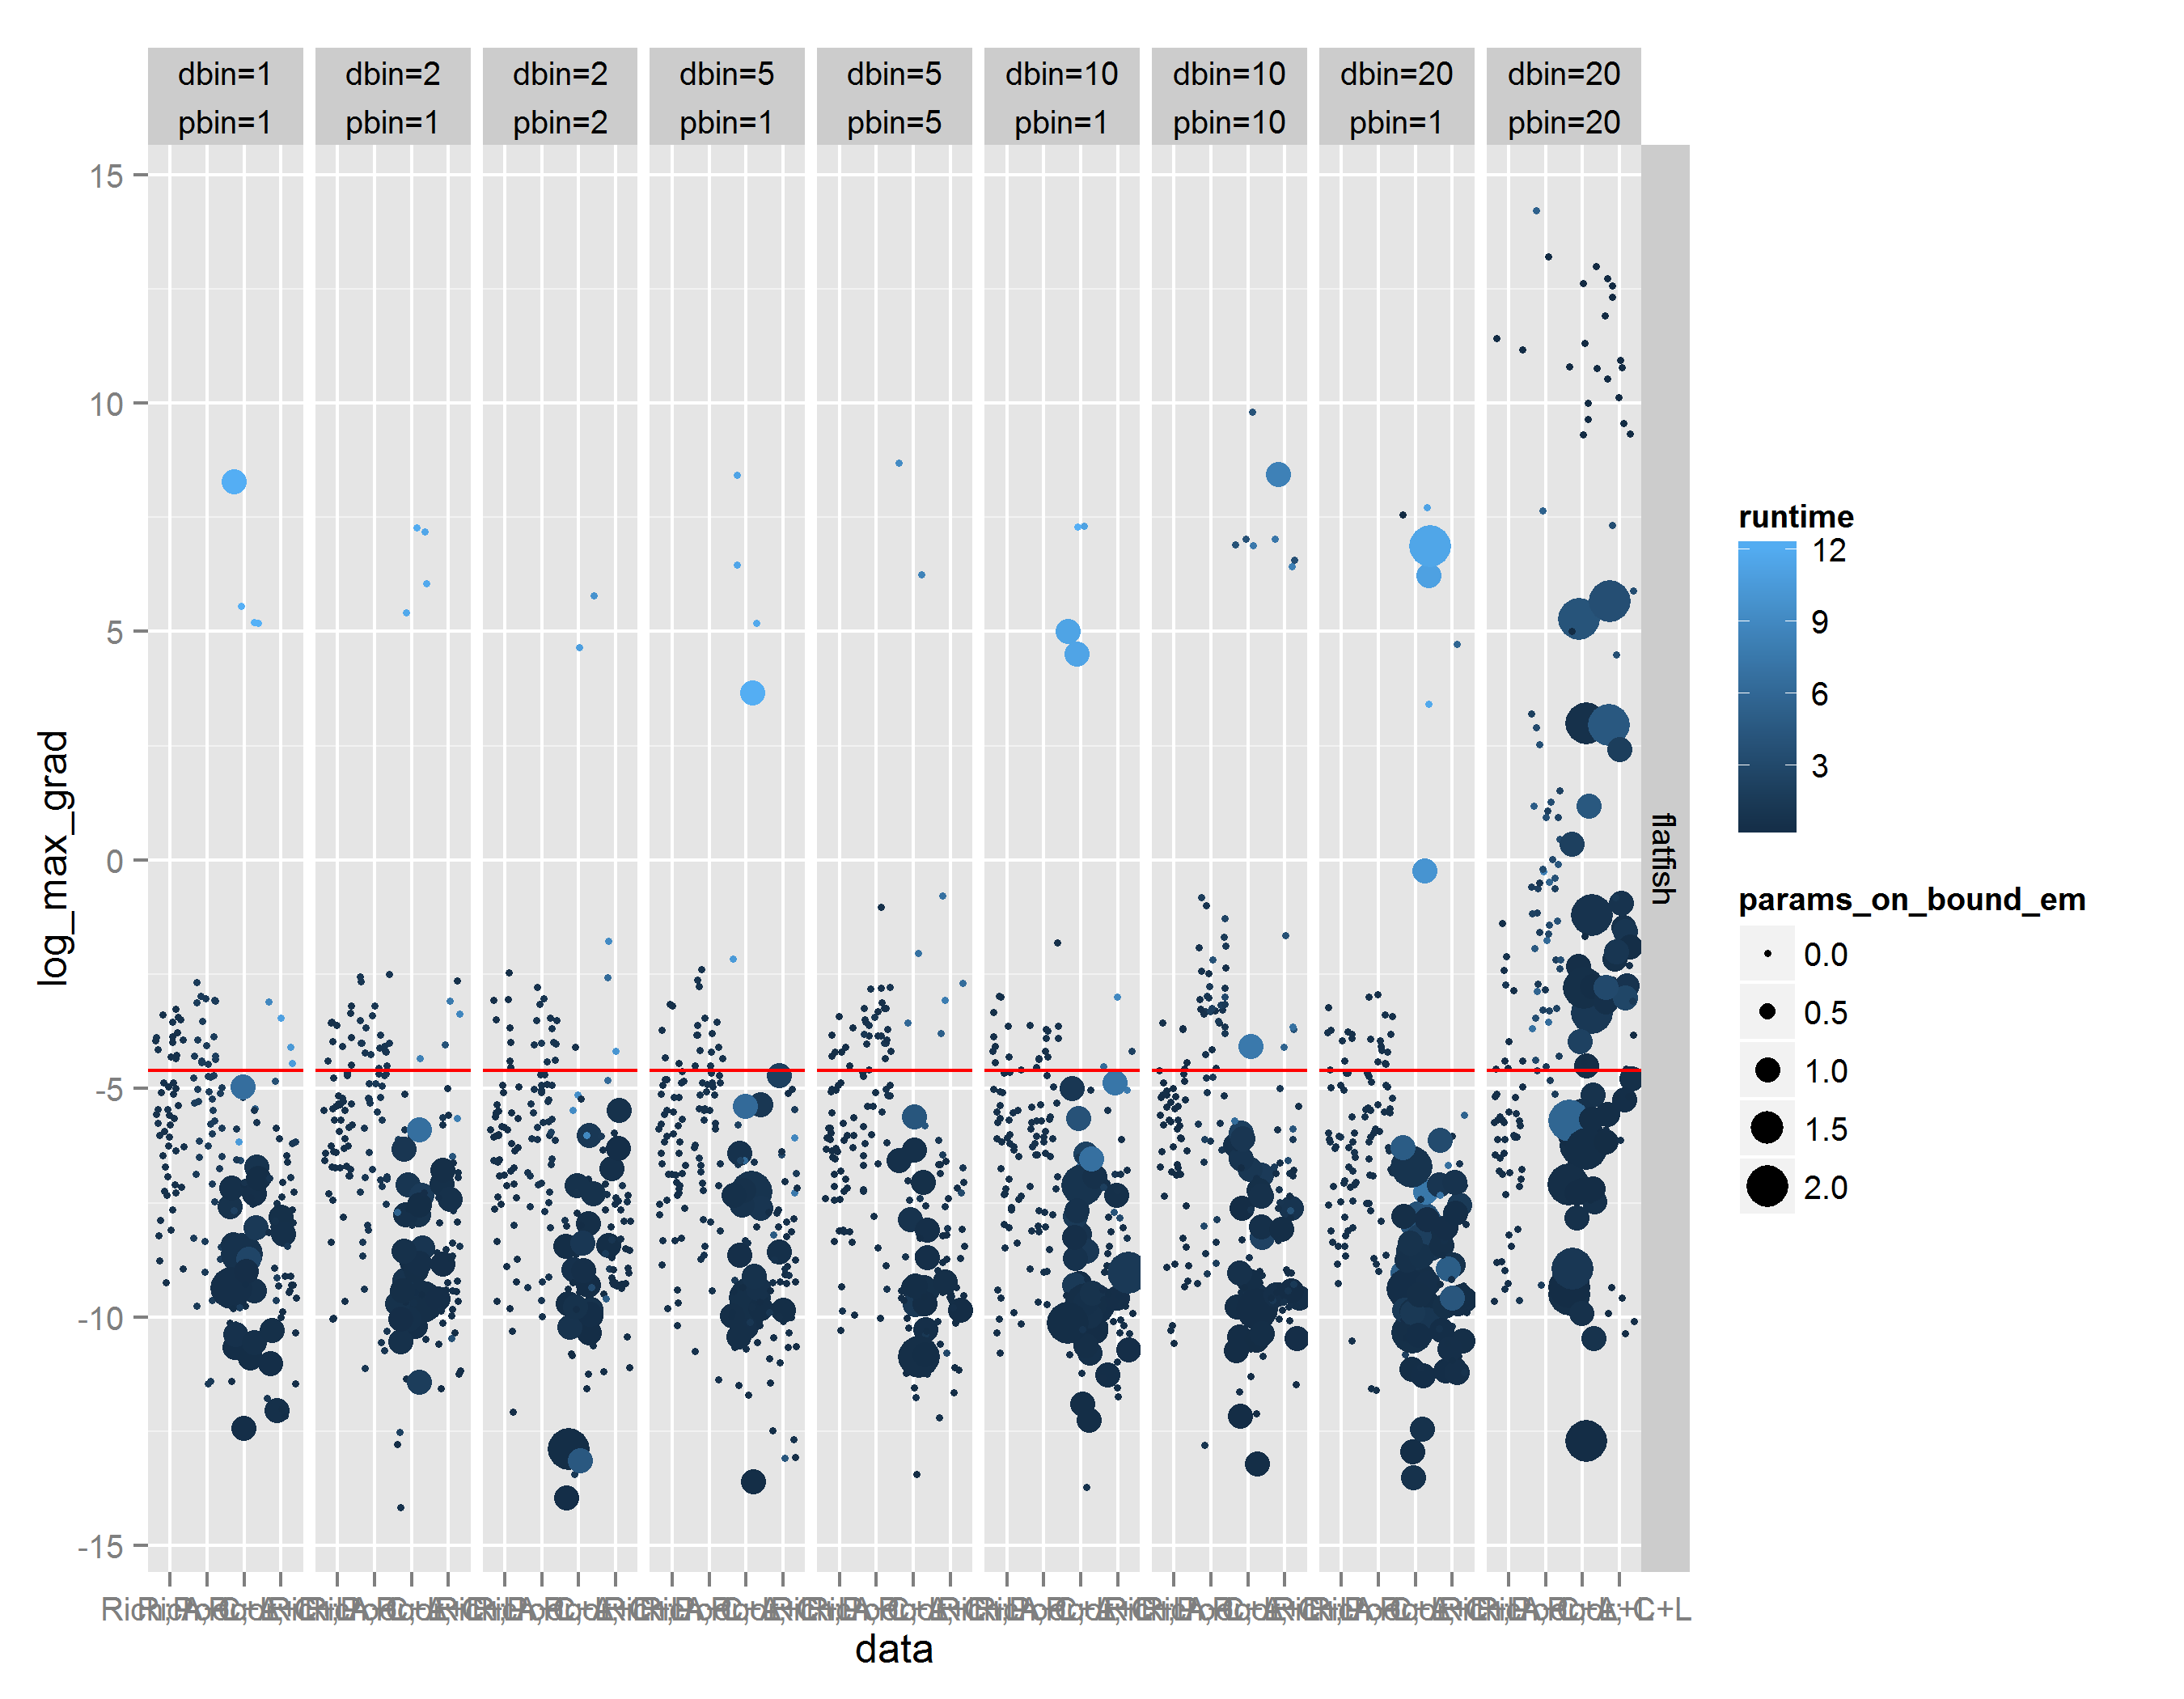 dbin=1 dbin=2 dbin=2 dbin=5 dbin=5 dbin=10 dbin=10 dbin=20 dbin=20
pbin=1 pbin=1 pbin=2 pbin=1 pbin=5 pbin=1 pbin=10 pbin=1 pbin=20
15
10
5
0
-5
-10
-15
log_max_grad
flatfish
data
runtime
12
9
6
3
params_on_bound_em
0.0
0.5
1.0
1.5
2.0